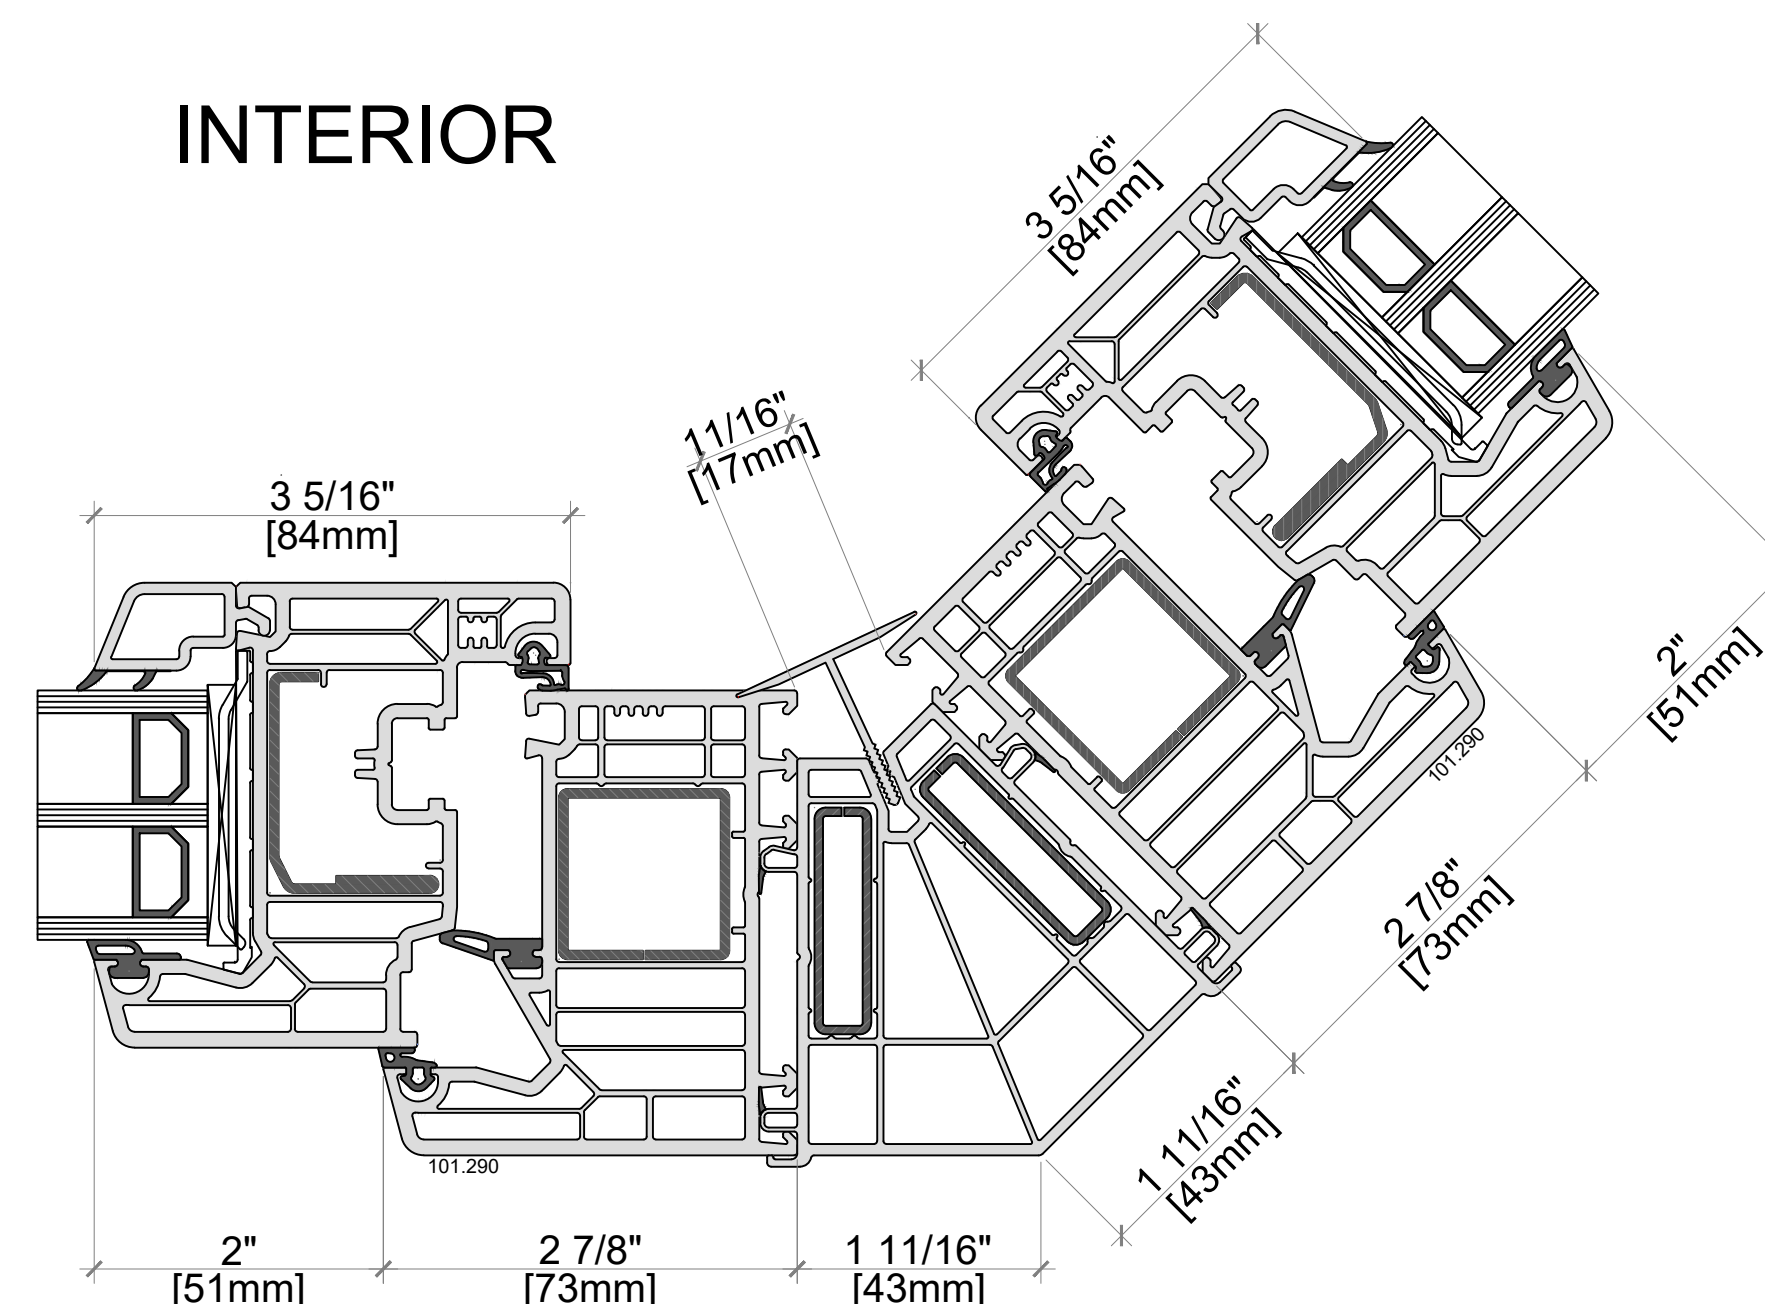 INTERIOR
3 5/16"
[84mm]
11/16"
[17mm]
3 5/16"
[84mm]
2"
[51mm]
101.290
2 7/8"
[73mm]
1 11/16"
[43mm]
101.290
2"
[51mm]
2 7/8"
[73mm]
1 11/16"
[43mm]